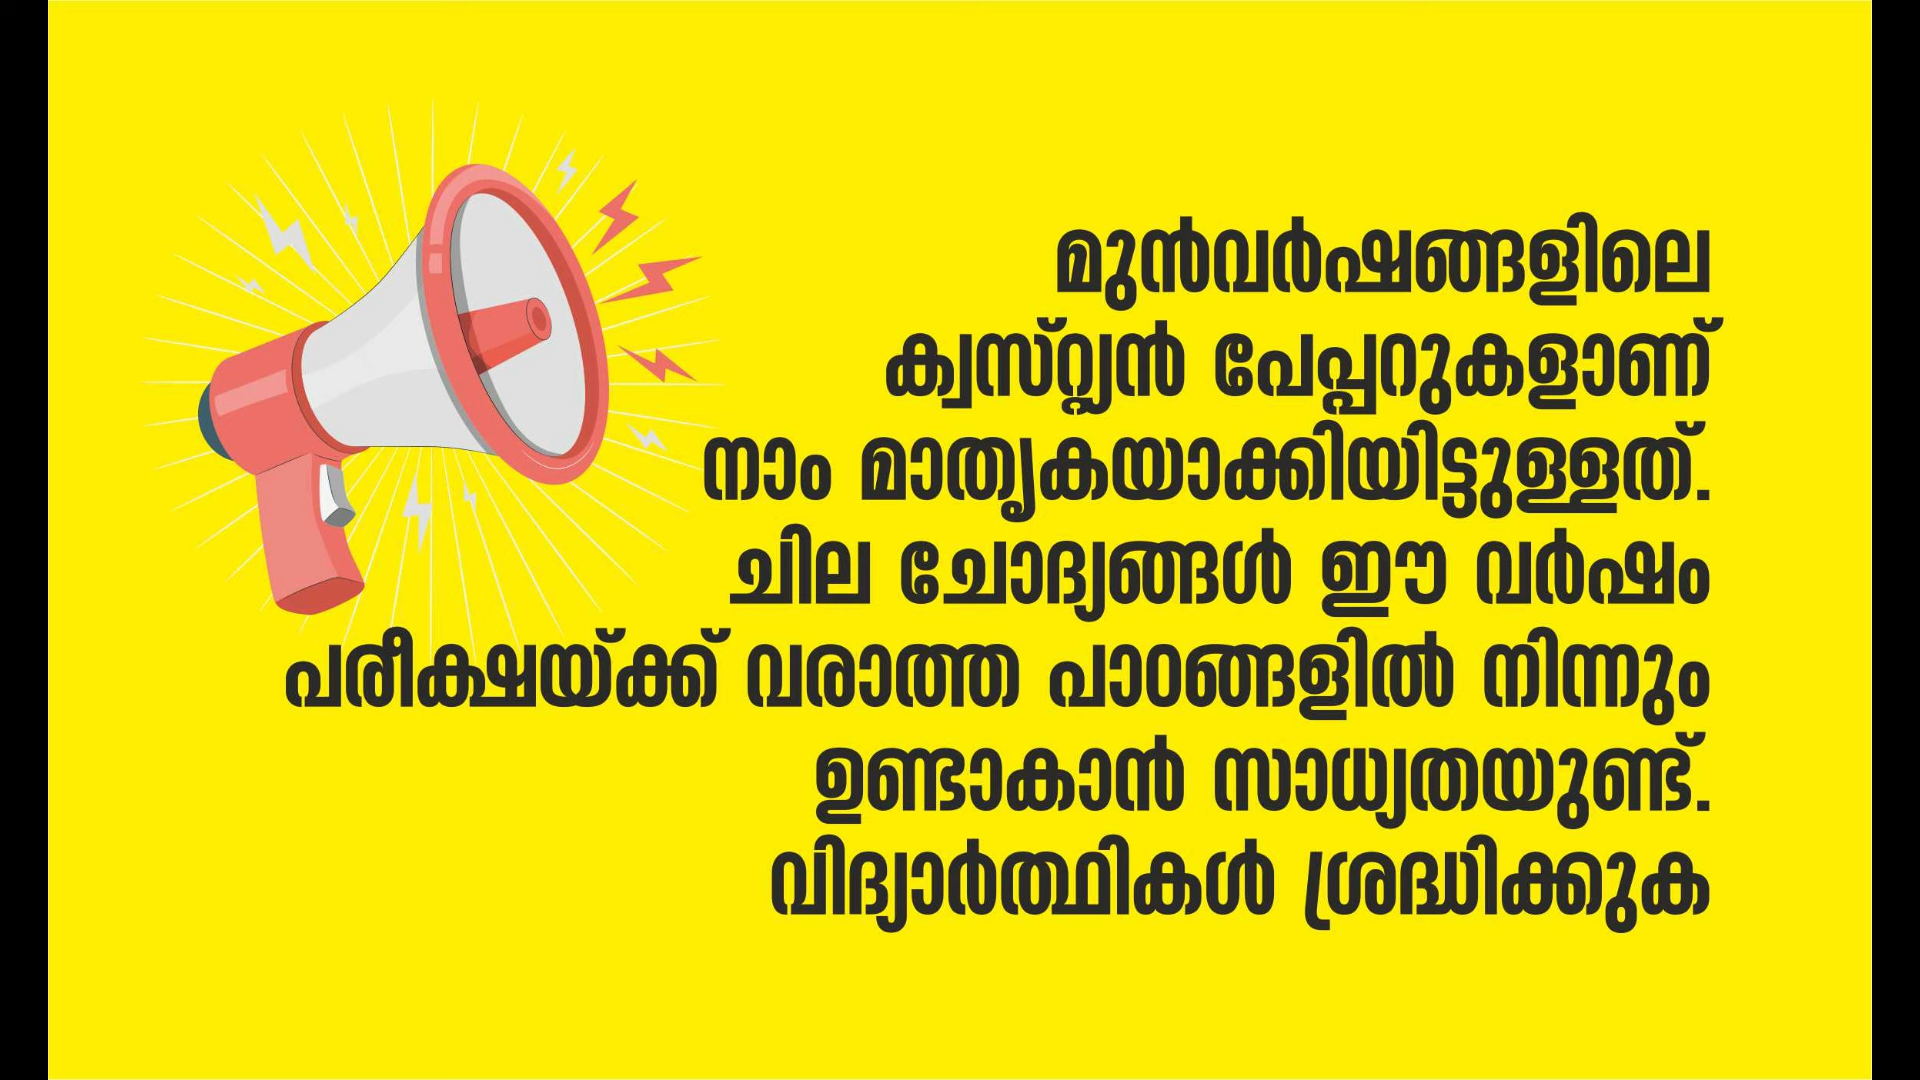 മുൻവർഷങ്ങളിലെ
ക്വസ്റ്റ്യൻ പേപ്പറുകളാണ്
നാം മാതൃകയാക്കിയിട്ടുള്ളത്.
ചില ചോദ്യങ്ങൾ ഈ വർഷം
പരീക്ഷയ്ക്ക് വരാത്ത പാഠങ്ങളിൽ നിന്നും
ഉണ്ടാകാൻ സാധ്യതയുണ്ട്.
വിദ്യാർത്ഥികൾ ശ്രദ്ധിക്കുക